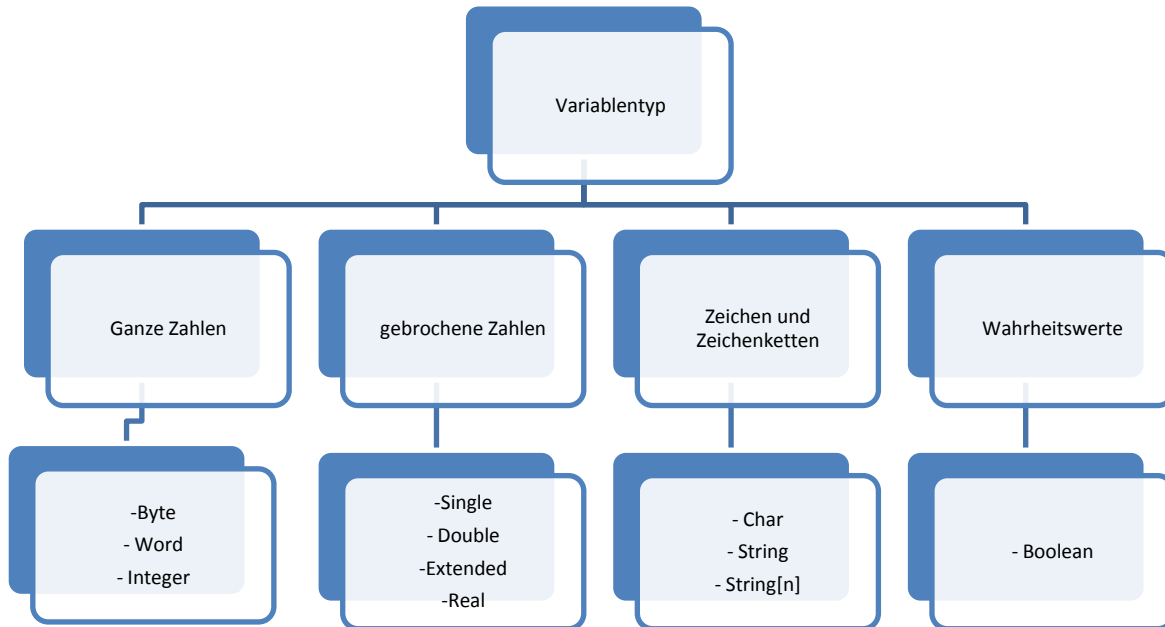 Variablentyp
Ganze Zahlen
gebrochene Zahlen
Zeichen und
Zeichenketten
Wahrheitswerte
-Byte
- Word
- Integer
-Single
- Double
-Extended
-Real
- Char
- String
- String[n]
- Boolean